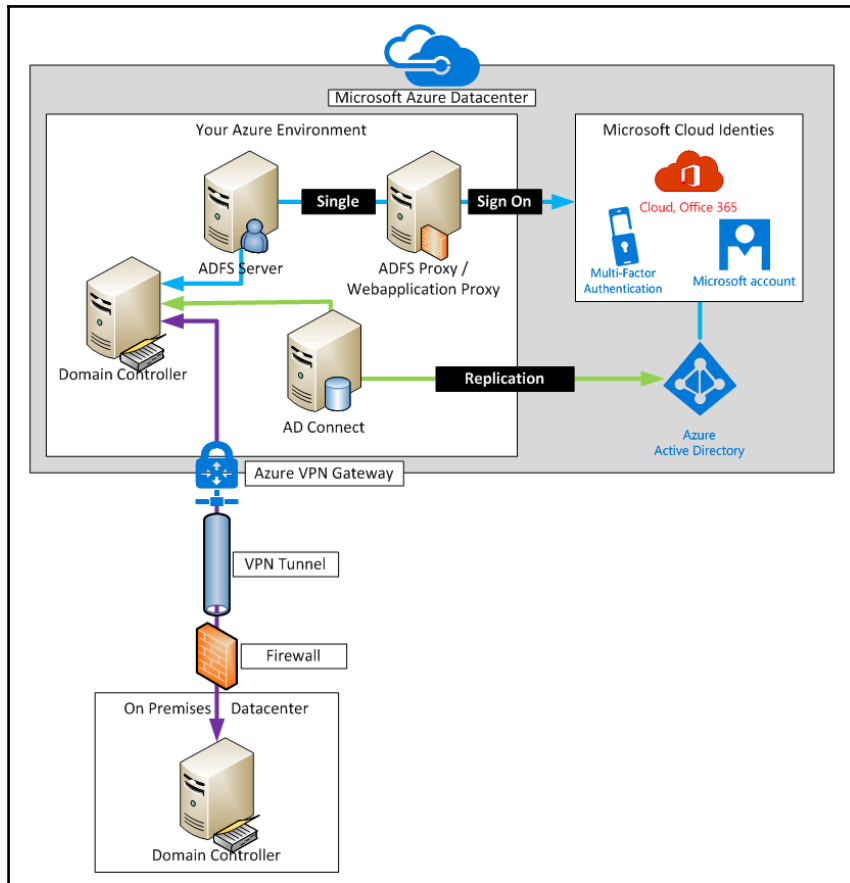 Microsoft Azure Datacenter
Your Azure Environment
Microsoft Cloud Identies
Single
Sign On
Cloud, Office 365
ADFS Server
ADFS Proxy /
Webapplication Proxy
Multi-Factor
Authentication
Microsoft account
Domain Controller
Replication
AD Connect
Azure
Active Directory
Azure VPN Gateway
VPN Tunnel
Firewall
On Premises Datacenter
Domain Controller